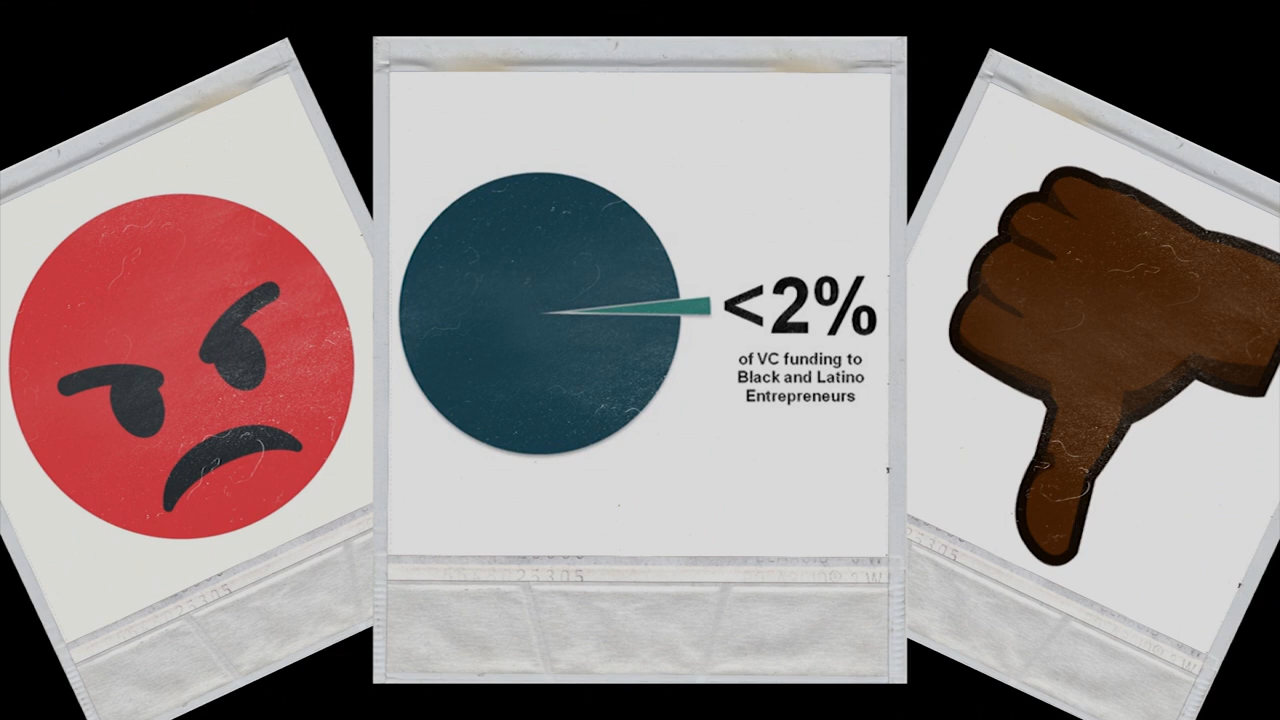 <2%
of VC funding to
Black and Latino
Entrepreneurs